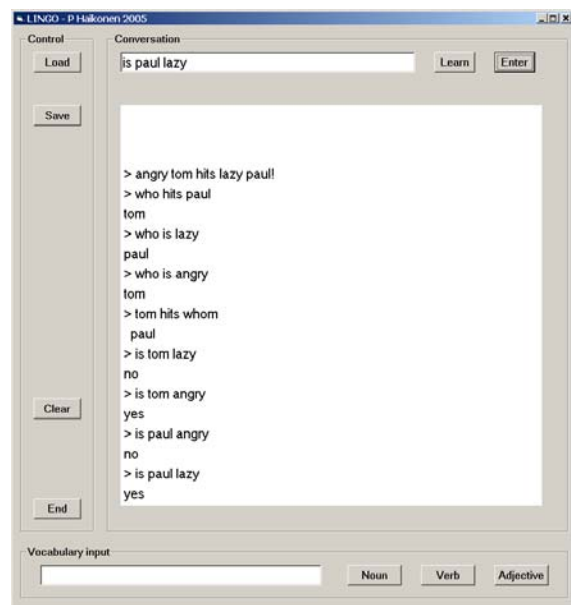 LINGO - P Haikonen 2005
Control
Conversation
Load
is paul lazy
Learn
Enter
Save
> angry tom hits lazy paul!
> who hits paul
tom
> who is lazy
paul
> who is angry
tom
> tom hits whom
paul
> is tom lazy
no
> is tom angry
yes
> is paul angry
no
> is paul lazy
yes
Clear
End
Vocabulary input
Noun
Verb
Adjective